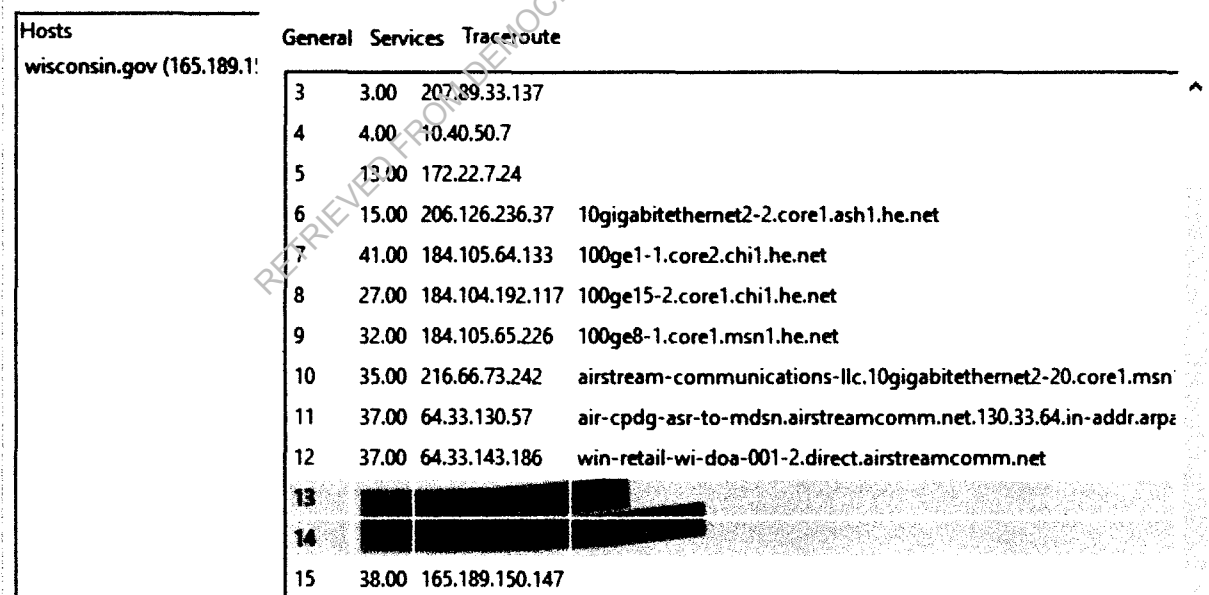 Hosts
wisconsin.gov (165.189.1
General Services Traceroute
RETRIEVED FROM DEMOC
3 3.00 207.89.33.137
4 4.00 10.40.50.7
5 13.00 172.22.7.24
6 15.00 206.126.236.37 10gigabitethernet2-2.core1.ash1.he.net
7 41.00 184.105.64.133 100ge1-1.core2.chi1.he.net
8 27.00 184.104.192.117 100ge15-2.core1.chi1.he.net
9 32.00 184.105.65.226 100ge8-1.core1.msn1.he.net
10 35.00 216.66.73.242 airstream-communications-llc.10gigabitethernet2-20.core1.msn
11 37.00 64.33.130.57 air-cpdg-asr-to-mdsn.airstreamcomm.net.130.33.64.in-addr.arpa
12 37.00 64.33.143.186 win-retail-wi-doa-001-2.direct.airstreamcomm.net
13
14
15 38.00 165.189.150.147